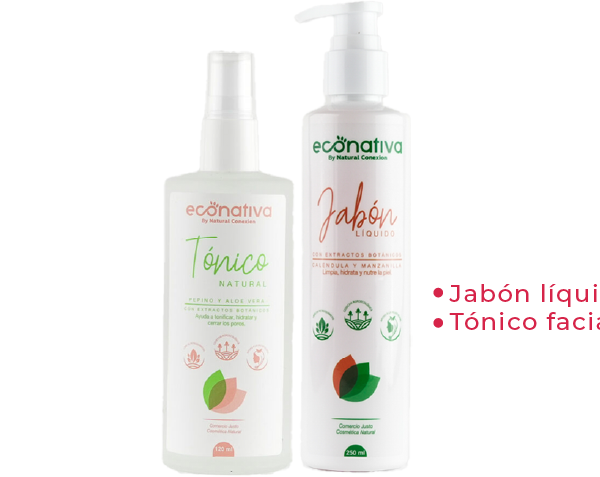 econativa
By Natural Conexion
Tónico
NATURAL
PEPINO Y ALOE VERA
CON EXTRACTOS BOTÁNICOS
Ayuda a tonificar, hidratar y
cerrar los poros.
Comercio Justo
Cosmética Natural
120 ml
econativa
By Natural Conexion
Jabón
LÍQUIDO
CON EXTRACTOS BOTÁNICOS
CALÉNDULA Y MANZANILLA
Limpia, hidrata y nutre la piel.
Comercio Justo
Cosmética Natural
250 ml
• Jabón líqui
• Tónico facia